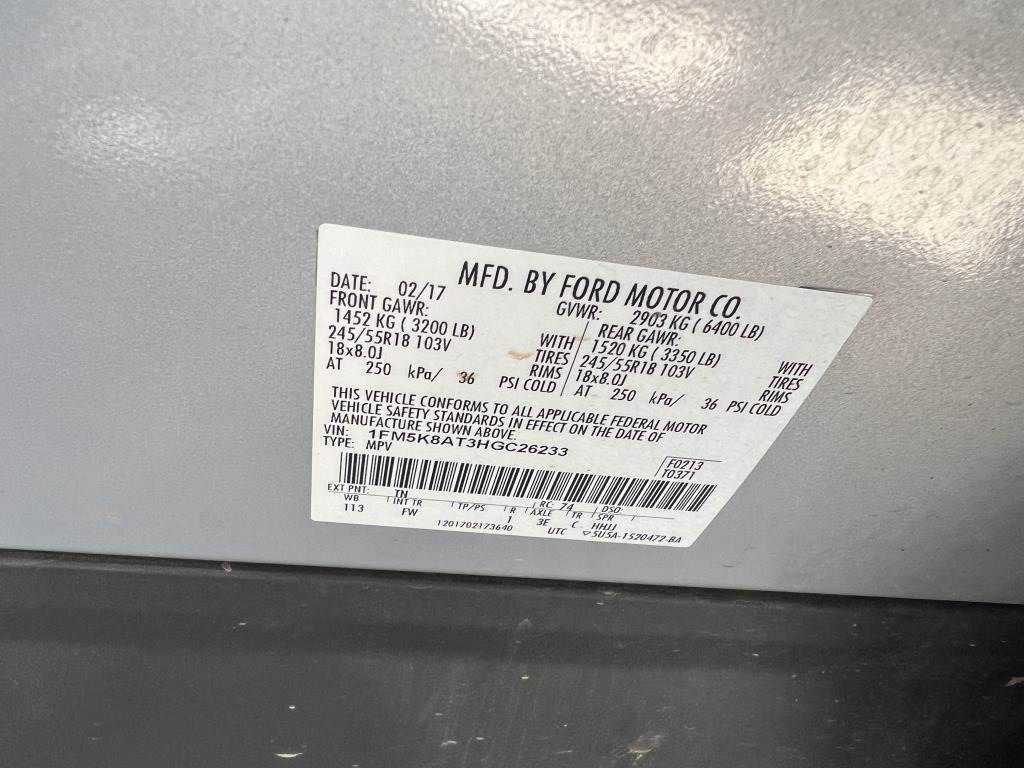 MFD. BY FORD MOTOR CO.
DATE: 02/17
GVWR: 2903 KG ( 6400 LB)
FRONT GAWR:
1452 KG ( 3200 LB)
WITH
245/55R18 103V
TIRES
18x8.0J
RIMS
AT 250 kPa/ 36 PSI COLD
REAR GAWR:
1520 KG ( 3350 LB)
WITH
245/55R18 103V
TIRES
18x8.0J
RIMS
AT 250 kPa/ 36 PSI COLD
THIS VEHICLE CONFORMS TO ALL APPLICABLE FEDERAL MOTOR
VEHICLE SAFETY STANDARDS IN EFFECT ON THE DATE OF
MANUFACTURE SHOWN ABOVE.
VIN: 1FM5K8AT3HGC26233
TYPE: MPV
F0213
T0371
EXT PNT: TN RC: 74 DSO:
WB INT TR TP/PS R AXLE TR SPR
113 FW 1 3E C HHJJ
1201702173640 UTC ▽5U5A-1520472-BA